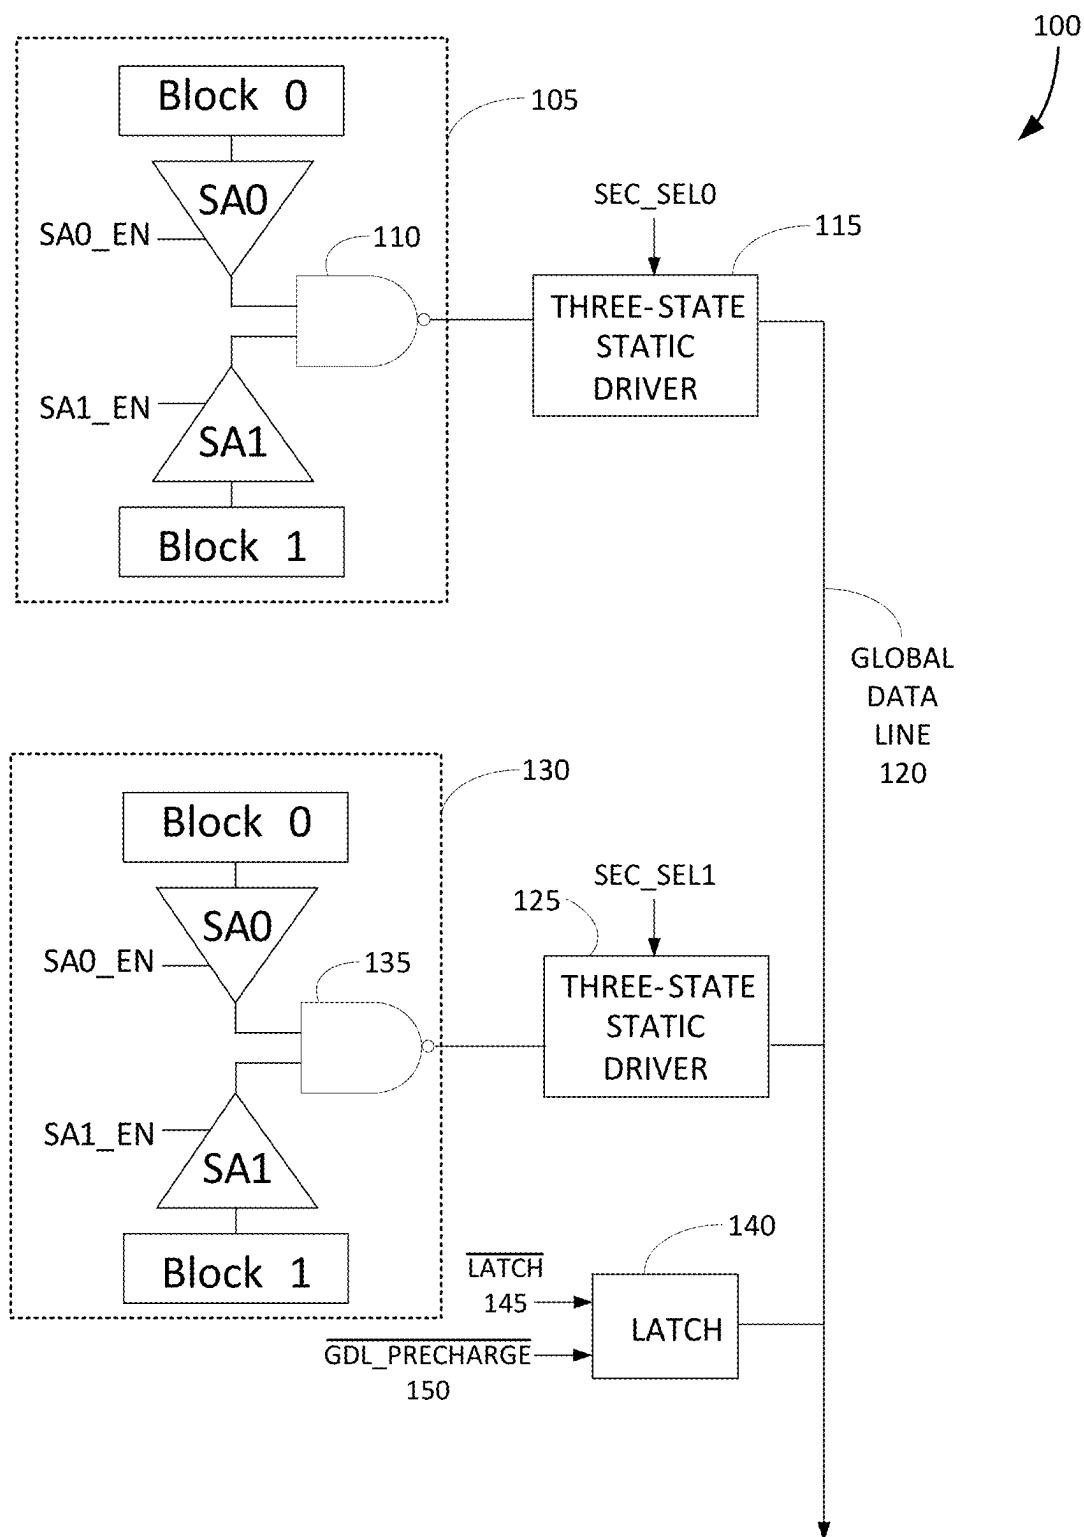 100
Block 0
105
SA0
SEC_SEL0
SA0_EN
110
115
THREE-STATE
STATIC
DRIVER
SA1_EN
SA1
Block 1
GLOBAL
DATA
LINE
120
130
Block 0
SEC_SEL1
125
SA0
SA0_EN
135
THREE-STATE
STATIC
DRIVER
SA1_EN
SA1
140
Block 1
LATCH
145
LATCH
GDL_PRECHARGE
150